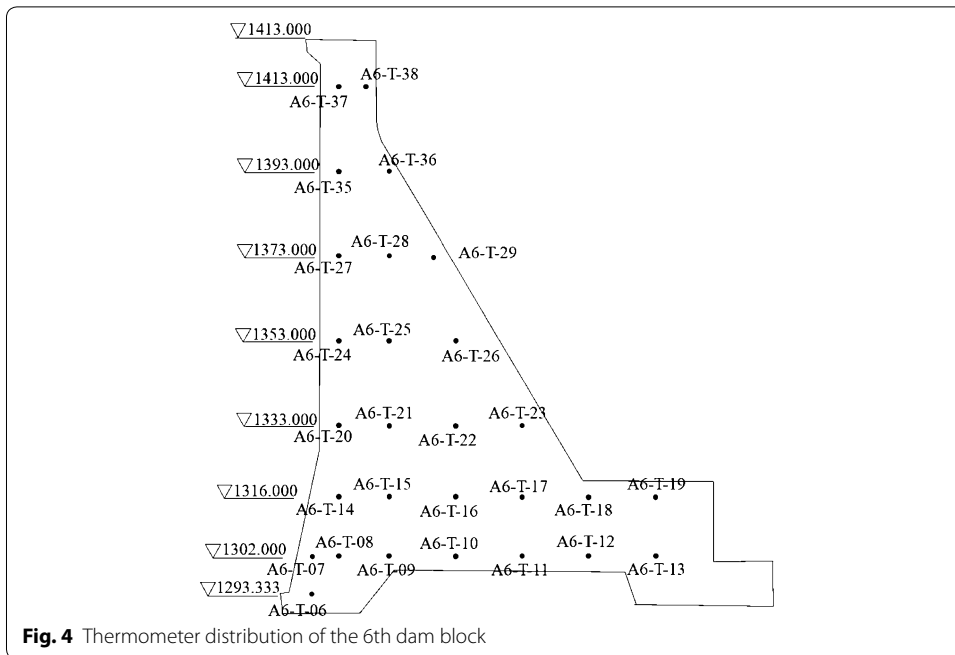 ▽1413.000
▽1413.000
A6-T-38
A6-T-37
▽1393.000
A6-T-36
A6-T-35
▽1373.000
A6-T-28
A6-T-29
A6-T-27
▽1353.000
A6-T-25
A6-T-24
A6-T-26
▽1333.000
A6-T-21
A6-T-23
A6-T-20
A6-T-22
▽1316.000
A6-T-15
A6-T-17
A6-T-19
A6-T-14
A6-T-16
A6-T-18
▽1302.000
A6-T-08
A6-T-10
A6-T-12
A6-T-07
A6-T-09
A6-T-11
A6-T-13
▽1293.333
A6-T-06
Fig. 4 Thermometer distribution of the 6th dam block